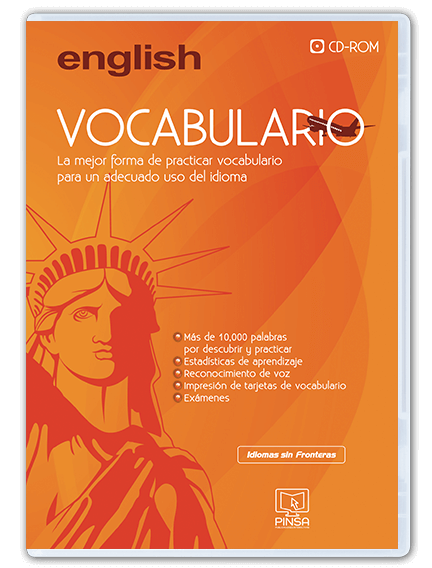 english
CD-ROM
VOCABULARIO
La mejor forma de practicar vocabulario
para un adecuado uso del idioma
Más de 10,000 palabras
por descubrir y practicar
Estadísticas de aprendizaje
Reconocimiento de voz
Impresión de tarjetas de vocabulario
Exámenes
Idiomas sin Fronteras
PINSA